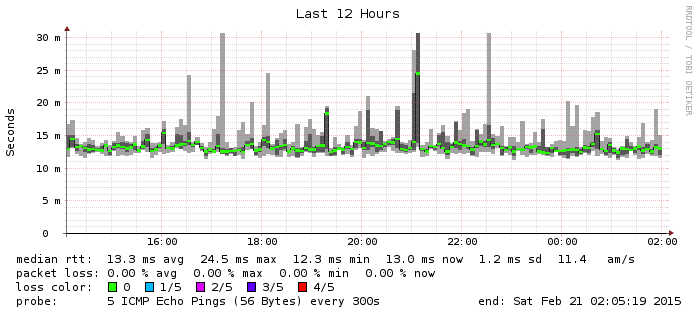 Last 12 Hours
RRDTOOL / TOBI OETIKER
Seconds
30 m
25 m
20 m
15 m
10 m
5 m
0
16:00 18:00 20:00 22:00 00:00 02:00
median rtt: 13.3 ms avg 24.5 ms max 12.3 ms min 13.0 ms now 1.2 ms sd 11.4 am/s
packet loss: 0.00 % avg 0.00 % max 0.00 % min 0.00 % now
loss color: 0 1/5 2/5 3/5 4/5
probe: 5 ICMP Echo Pings (56 Bytes) every 300s end: Sat Feb 21 02:05:19 2015